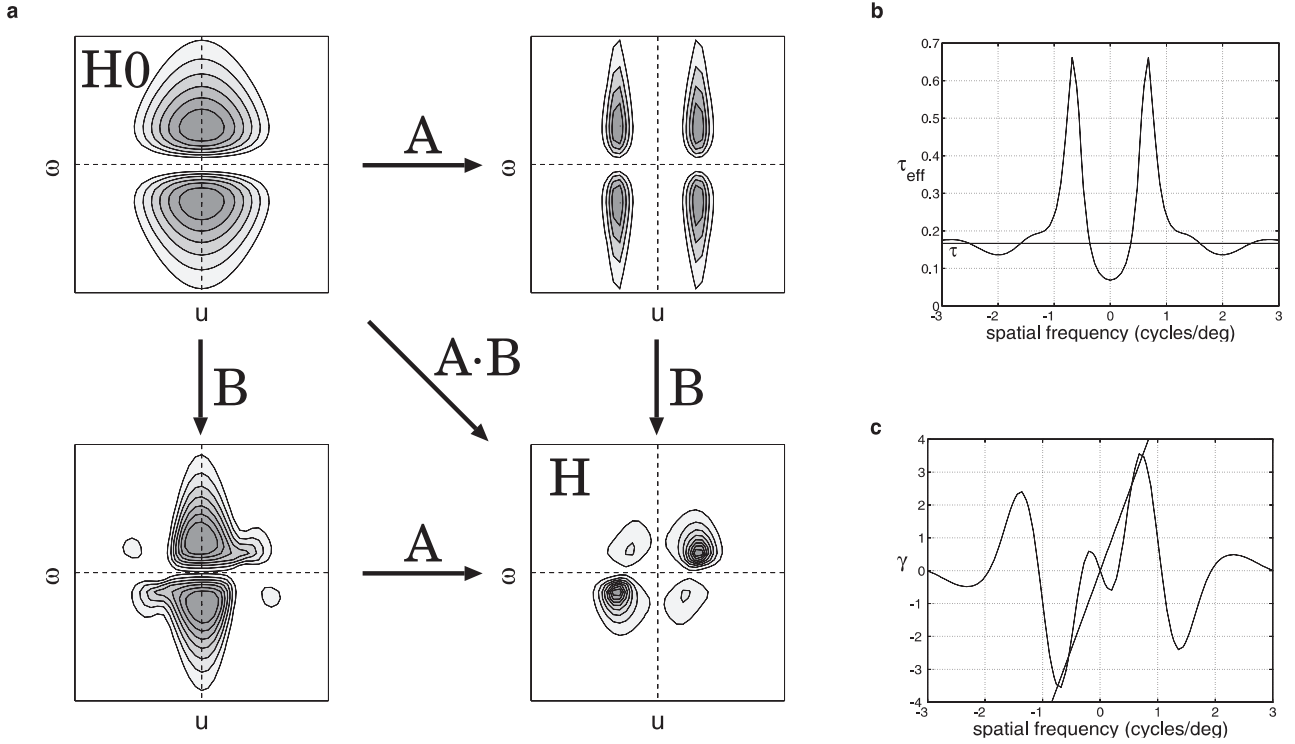 a
H0
ω
u
A
ω
B
A·B
B
ω
u
A
H
ω
u
b
0.7
0.6
0.5
0.4
0.3
0.2
0.1
0
τeff
τ
-3 -2 -1 0 1 2 3
spatial frequency (cycles/deg)
c
4
3
2
1
0
-1
-2
-3
-4
γ
-3 -2 -1 0 1 2 3
spatial frequency (cycles/deg)